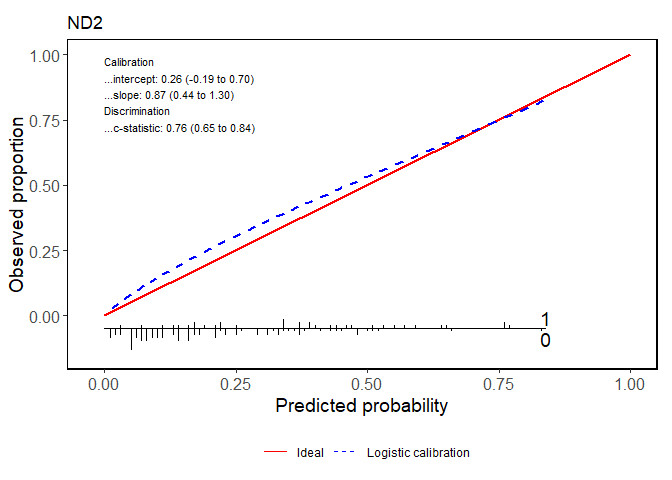 ND2
Calibration
...intercept: 0.26 (-0.19 to 0.70)
...slope: 0.87 (0.44 to 1.30)
Discrimination
...c-statistic: 0.76 (0.65 to 0.84)
1.00
0.75
0.50
0.25
0.00
Observed proportion
1
0
0.00 0.25 0.50 0.75 1.00
Predicted probability
Ideal Logistic calibration